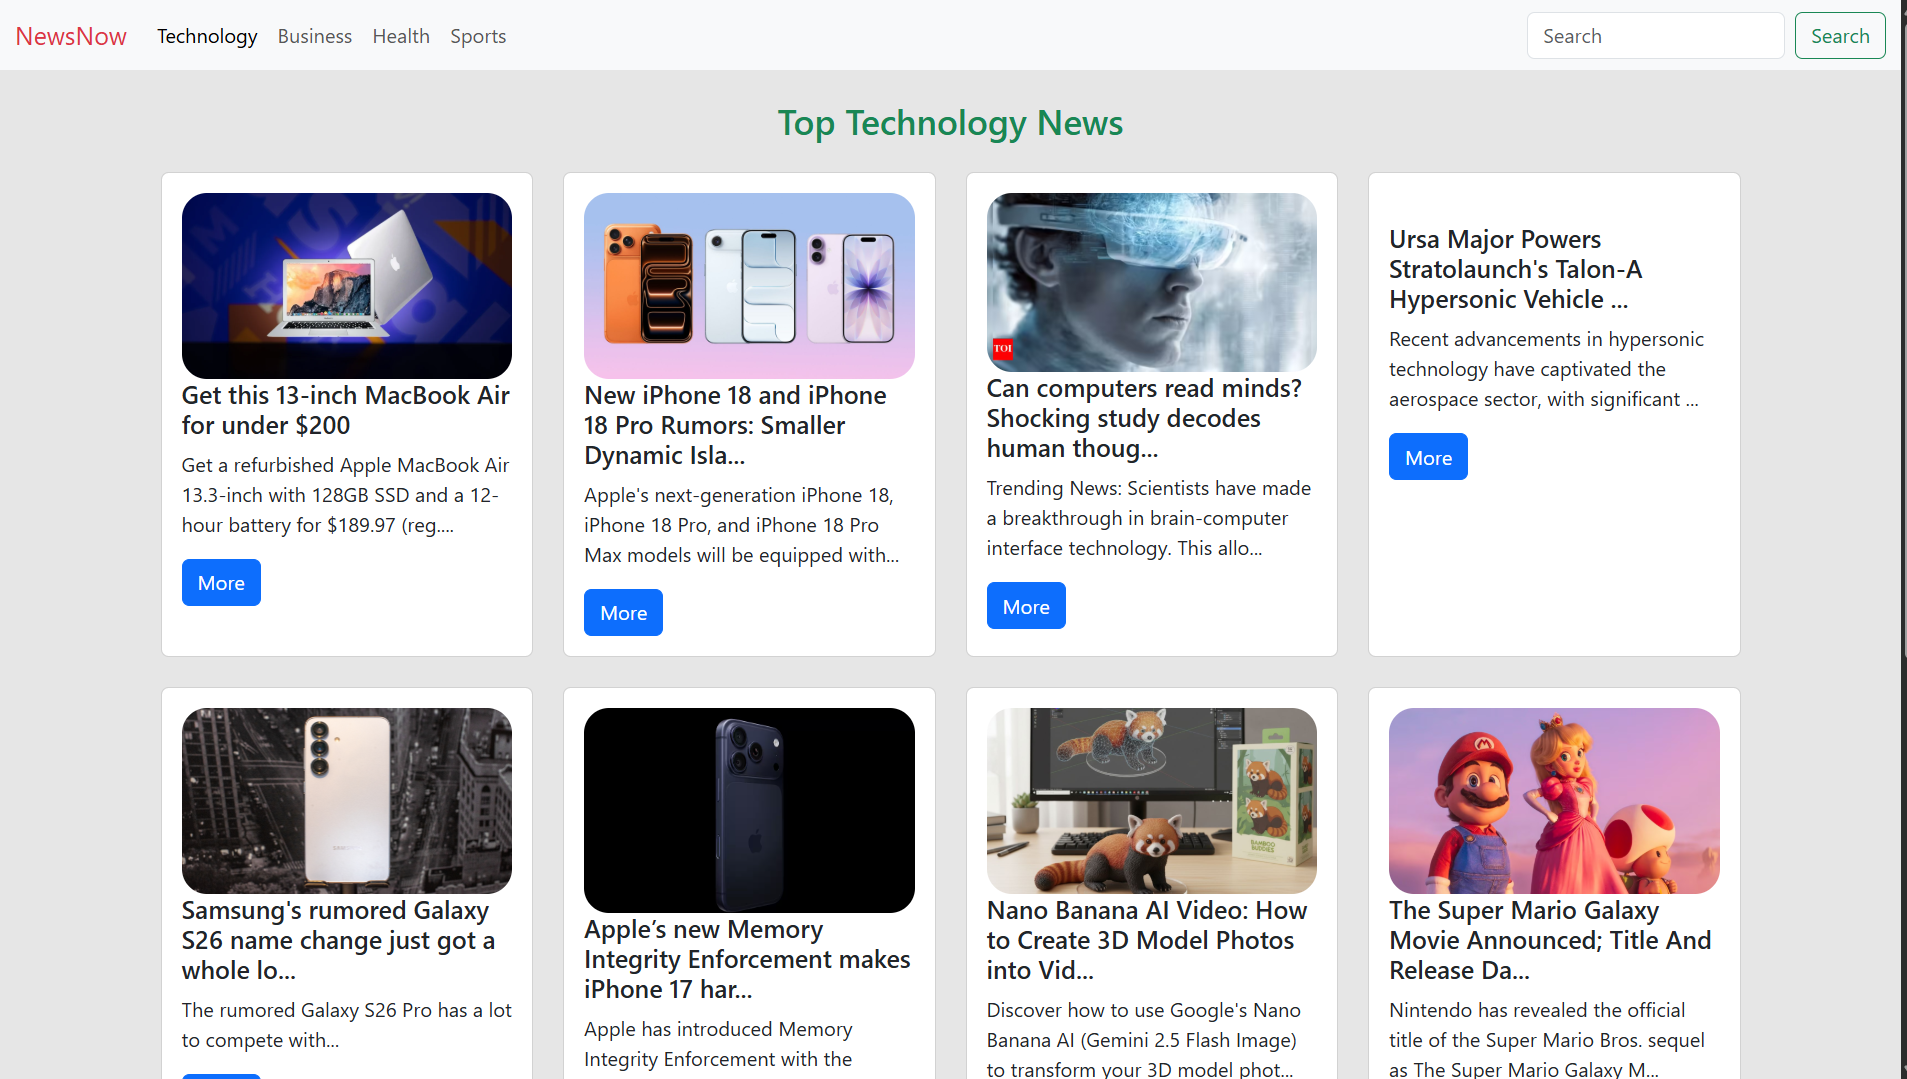 NewsNow
Technology
Business
Health
Sports
Search
Search
Top Technology News
Get this 13-inch MacBook Air
for under $200
Get a refurbished Apple MacBook Air
13.3-inch with 128GB SSD and a 12-
hour battery for $189.97 (reg....
More
New iPhone 18 and iPhone
18 Pro Rumors: Smaller
Dynamic Isla...
Apple's next-generation iPhone 18,
iPhone 18 Pro, and iPhone 18 Pro
Max models will be equipped with...
More
TOI
Can computers read minds?
Shocking study decodes
human thoug...
Trending News: Scientists have made
a breakthrough in brain-computer
interface technology. This allo...
More
Ursa Major Powers
Stratolaunch's Talon-A
Hypersonic Vehicle ...
Recent advancements in hypersonic
technology have captivated the
aerospace sector, with significant ...
More
Samsung's rumored Galaxy
S26 name change just got a
whole lo...
The rumored Galaxy S26 Pro has a lot
to compete with...
Apple’s new Memory
Integrity Enforcement makes
iPhone 17 har...
Apple has introduced Memory
Integrity Enforcement with the
BAMBOO
BUDDIES
Nano Banana AI Video: How
to Create 3D Model Photos
into Vid...
Discover how to use Google's Nano
Banana AI (Gemini 2.5 Flash Image)
to transform your 3D model phot...
The Super Mario Galaxy
Movie Announced; Title And
Release Da...
Nintendo has revealed the official
title of the Super Mario Bros. sequel
as The Super Mario Galaxy M...